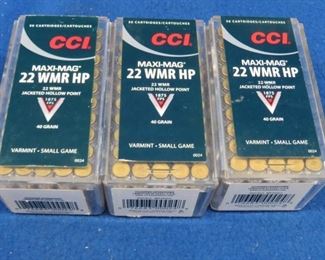 50 CARTRIDGES/CARTOUCHES
CCI
MAXI-MAG
22 WMR HP
22 WMR
JACKETED HOLLOW POINT
1875
FPS
40 GRAIN
VARMINT - SMALL GAME
0024
50 CARTRIDGES/CARTOUCHES
CCI
MAXI-MAG
22 WMR HP
22 WMR
JACKETED HOLLOW POINT
1875
FPS
40 GRAIN
VARMINT - SMALL GAME
0024
50 CARTRIDGES/CARTOUCHES
CCI
MAXI-MAG
22 WMR HP
22 WMR
JACKETED HOLLOW POINT
1875
FPS
40 GRAIN
VARMINT - SMALL GAME
0024